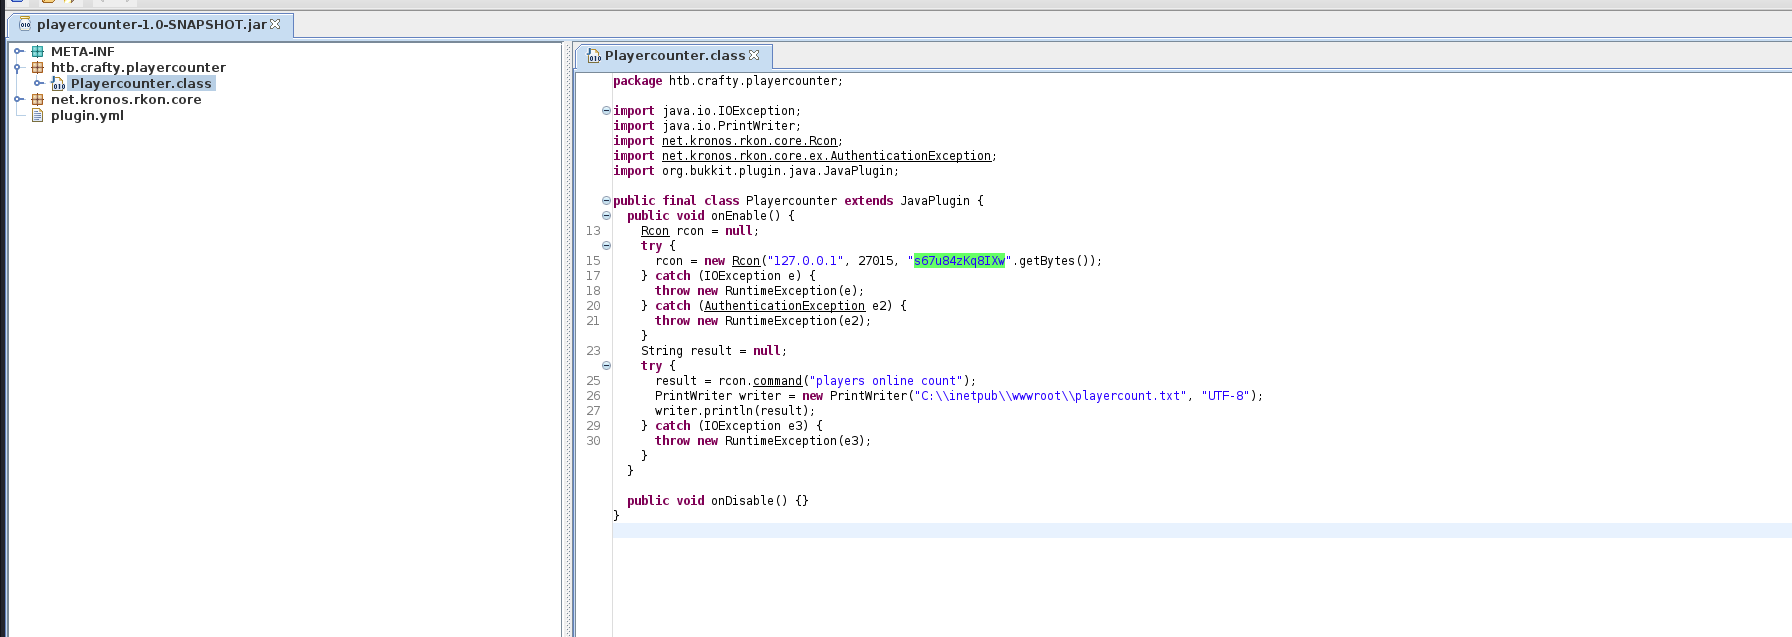 playercounter-1.0-SNAPSHOT.jar
META-INF
htb.crafty.playercounter
Playercounter.class
net.kronos.rkon.core
plugin.yml
Playercounter.class
package htb.crafty.playercounter;
import java.io.IOException;
import java.io.PrintWriter;
import net.kronos.rkon.core.Rcon;
import net.kronos.rkon.core.ex.AuthenticationException;
import org.bukkit.plugin.java.JavaPlugin;
public final class Playercounter extends JavaPlugin {
public void onEnable() {
13 Rcon rcon = null;
try {
15 rcon = new Rcon("127.0.0.1", 27015, "s67u84zKq8IXw".getBytes());
17 } catch (IOException e) {
18 throw new RuntimeException(e);
20 } catch (AuthenticationException e2) {
21 throw new RuntimeException(e2);
}
23 String result = null;
try {
25 result = rcon.command("players online count");
26 PrintWriter writer = new PrintWriter("C:\\inetpub\\wwwroot\\playercount.txt", "UTF-8");
27 writer.println(result);
29 } catch (IOException e3) {
30 throw new RuntimeException(e3);
}
}
public void onDisable() {}
}